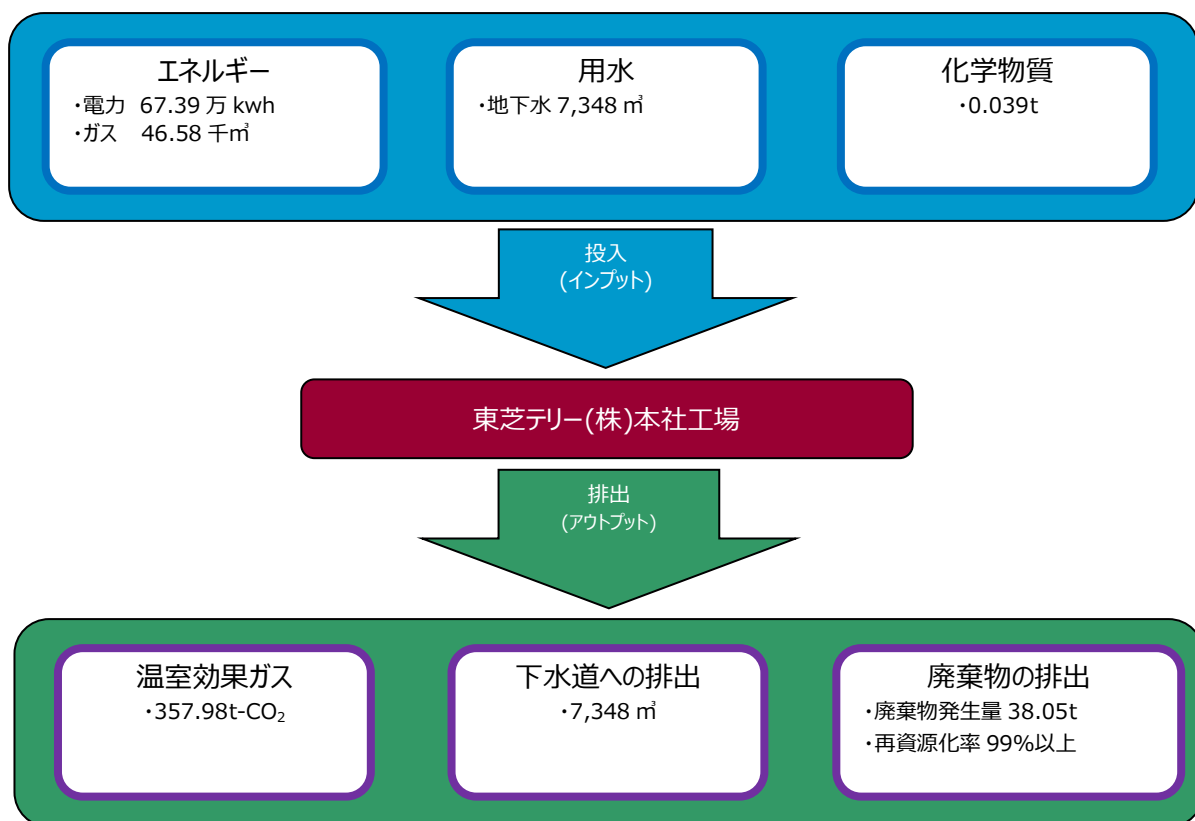 エネルギー
・電力 67.39 万 kwh
・ガス 46.58 千㎥
用水
・地下水 7,348 ㎥
化学物質
・0.039t
投入
(インプット)
東芝テリー(株)本社工場
排出
(アウトプット)
温室効果ガス
・357.98t-CO₂
下水道への排出
・7,348 ㎥
廃棄物の排出
・廃棄物発生量 38.05t
・再資源化率 99%以上